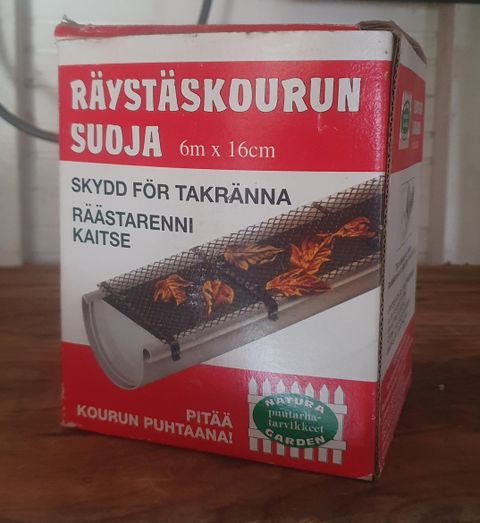 RÄYSTÄSKOURUN
SUOJA 6m x 16cm
SKYDD FÖR TAKRÄNNA
RÄÄSTARENNI
KAITSE
PITÄÄ
KOURUN PUHTAANA!
NATURA
puutarha-
tarvikkeet
GARDEN